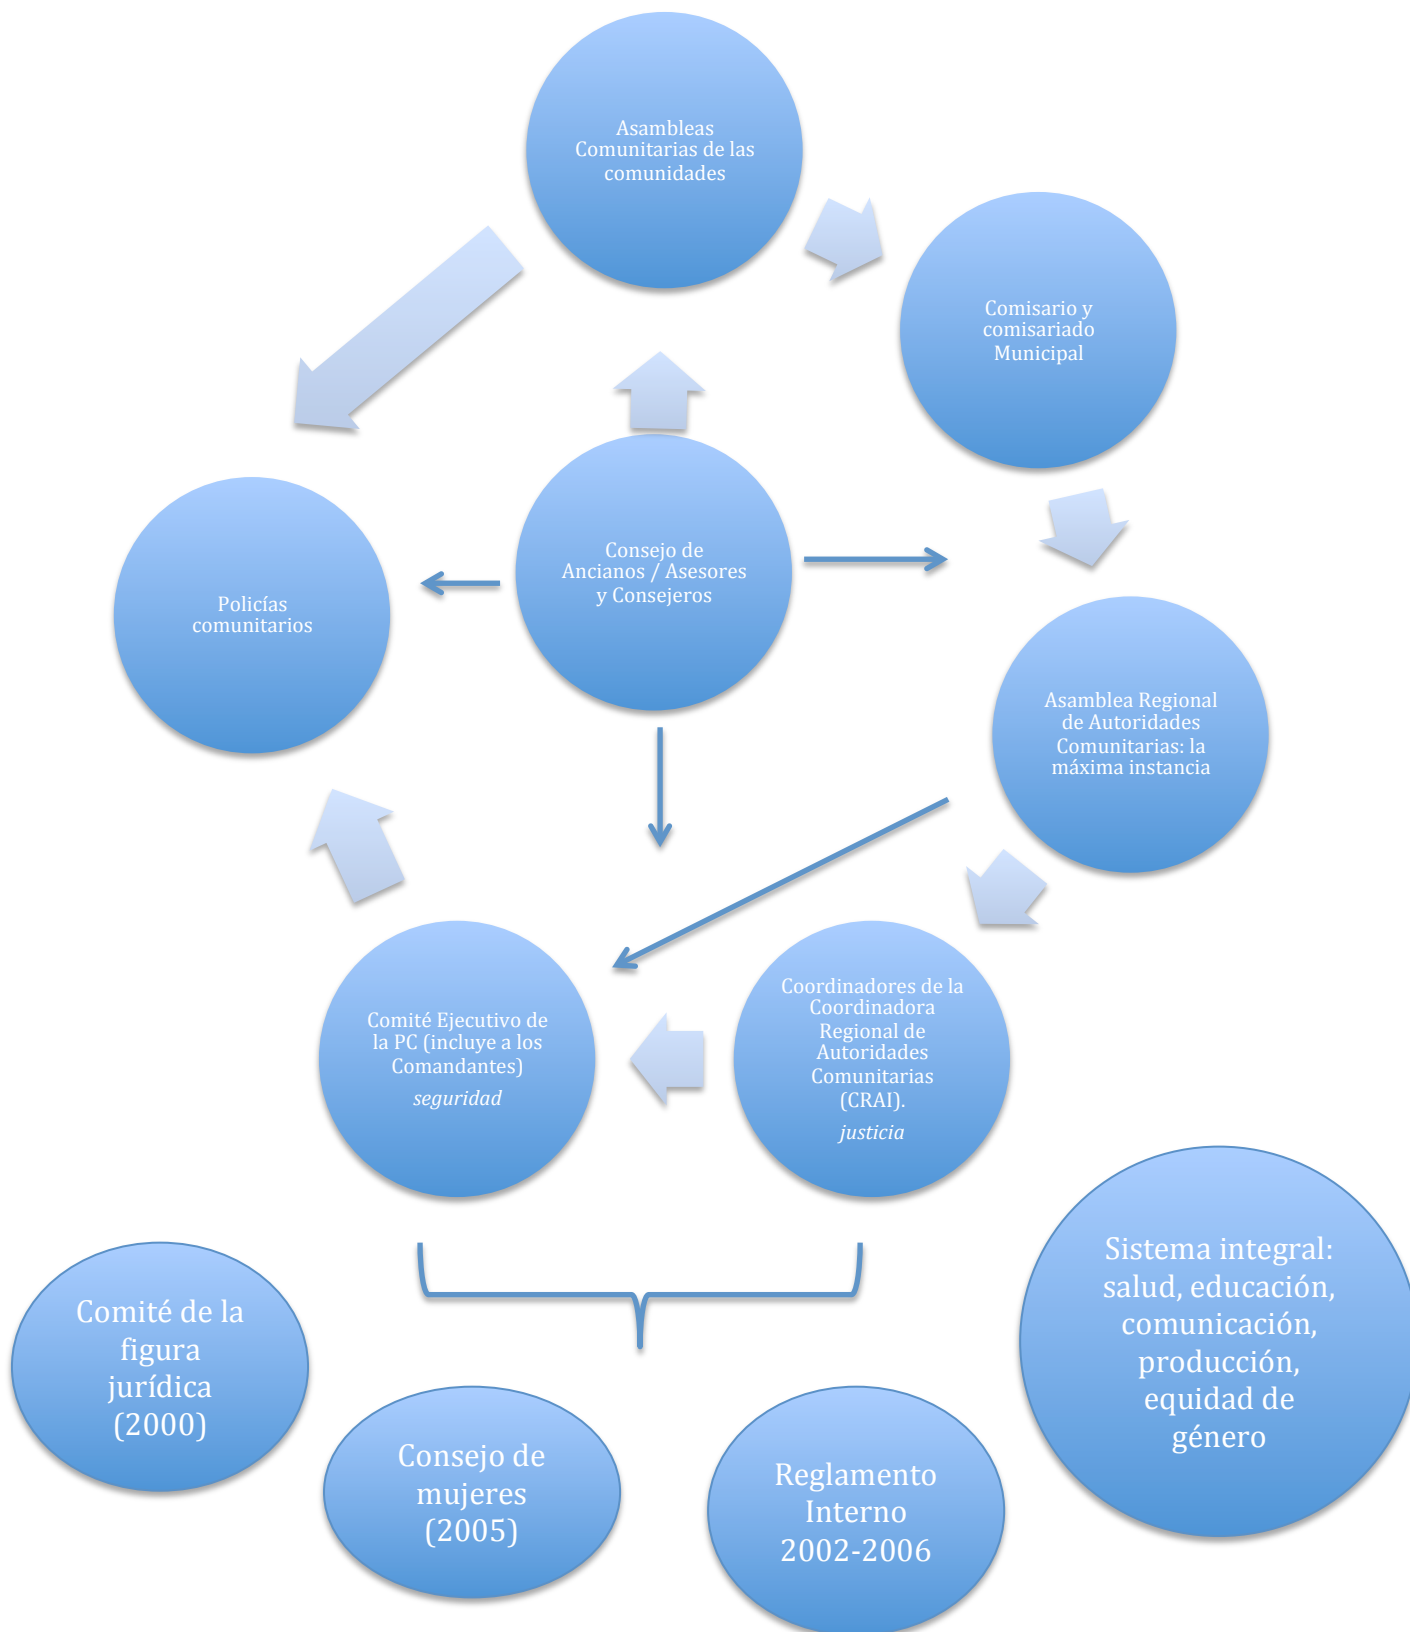 Asambleas
Comunitarias de las
comunidades
Comisario y
comisariado
Municipal
Consejo de
Ancianos / Asesores
y Consejeros
Policías
comunitarios
Asamblea Regional
de Autoridades
Comunitarias: la
máxima instancia
Comité Ejecutivo de
la PC (incluye a los
Comandantes)
seguridad
Coordinadores de la
Coordinadora
Regional de
Autoridades
Comunitarias
(CRAI).
justicia
Comité de la
figura
jurídica
(2000)
Consejo de
mujeres
(2005)
Reglamento
Interno
2002-2006
Sistema integral:
salud, educación,
comunicación,
producción,
equidad de
género